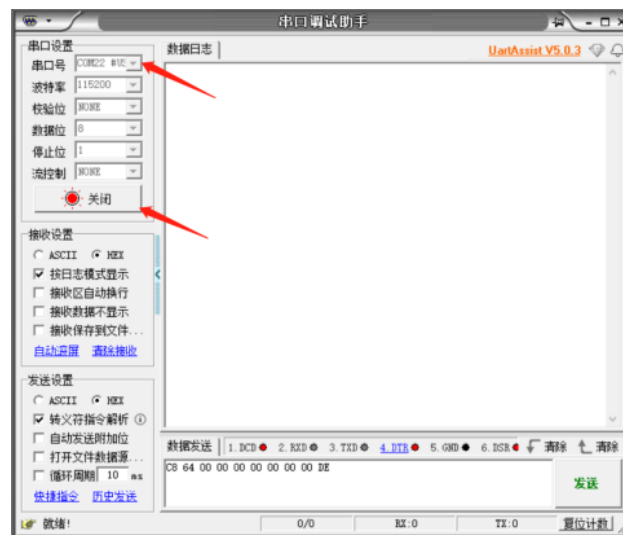 串口调试助手
串口设置
串口号 COM22 #US
波特率 115200
校验位 NONE
数据位 8
停止位 1
流控制 NONE
关闭
接收设置
ASCII HEX
按日志模式显示
接收区自动换行
接收数据不显示
接收保存到文件...
自动滚屏 清除接收
发送设置
ASCII HEX
转义符指令解析
自动发送附加位
打开文件数据源...
循环周期 10 ms
快捷指令 历史发送
数据日志 UartAssist V5.0.3
数据发送 1.DCD 2.RXD 3.TXD 4.DTR 5.GND 6.DSR 清除 清除
C8 64 00 00 00 00 00 00 00 DE
发送
就绪! 0/0 RX:0 TX:0 复位计数